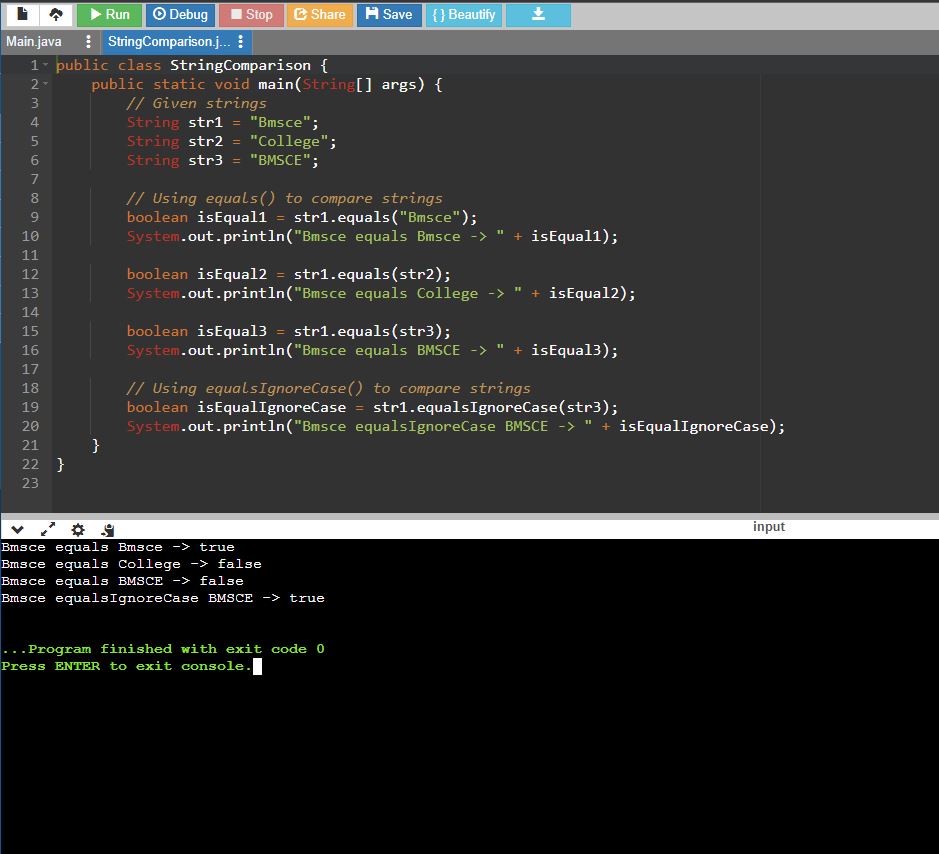 Run Debug Stop Share Save { } Beautify
Main.java StringComparison.j...
1 public class StringComparison {
2 public static void main(String[] args) {
3 // Given strings
4 String str1 = "Bmsce";
5 String str2 = "College";
6 String str3 = "BMSCE";
7
8 // Using equals() to compare strings
9 boolean isEqual1 = str1.equals("Bmsce");
10 System.out.println("Bmsce equals Bmsce -> " + isEqual1);
11
12 boolean isEqual2 = str1.equals(str2);
13 System.out.println("Bmsce equals College -> " + isEqual2);
14
15 boolean isEqual3 = str1.equals(str3);
16 System.out.println("Bmsce equals BMSCE -> " + isEqual3);
17
18 // Using equalsIgnoreCase() to compare strings
19 boolean isEqualIgnoreCase = str1.equalsIgnoreCase(str3);
20 System.out.println("Bmsce equalsIgnoreCase BMSCE -> " + isEqualIgnoreCase);
21 }
22 }
23
input
Bmsce equals Bmsce -> true
Bmsce equals College -> false
Bmsce equals BMSCE -> false
Bmsce equalsIgnoreCase BMSCE -> true
...Program finished with exit code 0
Press ENTER to exit console.